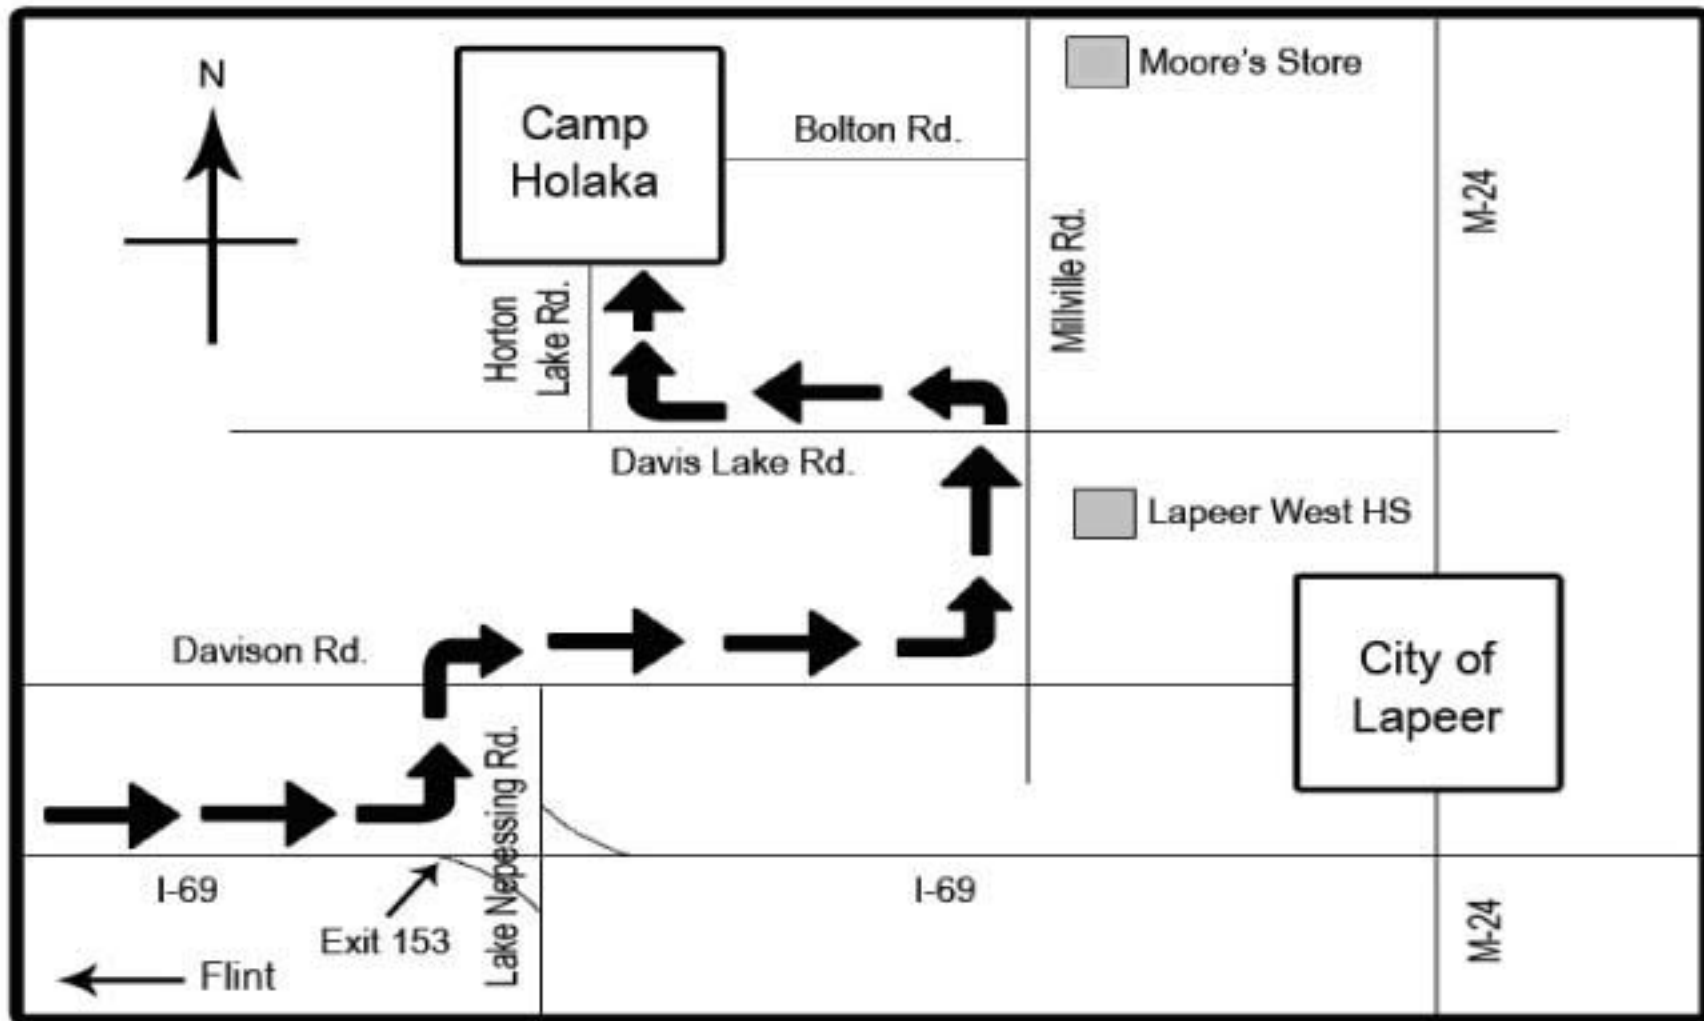 N
Camp
Holaka
Bolton Rd.
Moore's Store
Millville Rd.
M-24
Horton
Lake Rd.
Davis Lake Rd.
Lapeer West HS
Davison Rd.
City of
Lapeer
Lake Nepessing Rd.
I-69
I-69
Exit 153
M-24
Flint